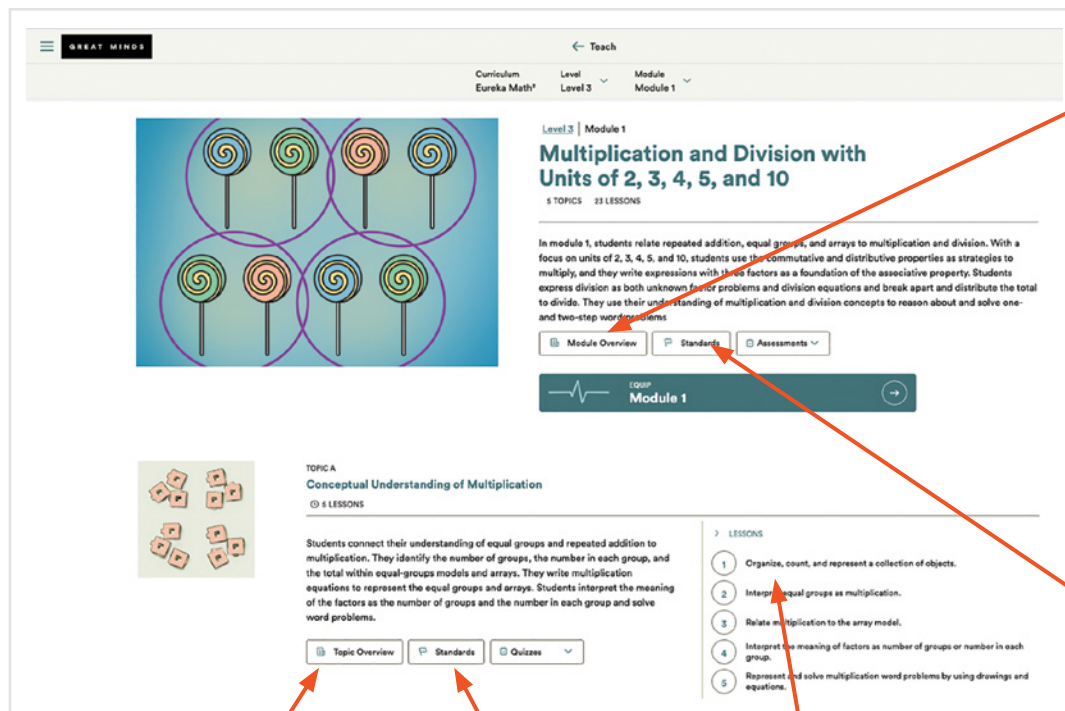 GREAT MINDS
← Teach
Curriculum
Eureka Math²
Level
Level 3
Module
Module 1
Level 3 | Module 1
Multiplication and Division with
Units of 2, 3, 4, 5, and 10
5 TOPICS 23 LESSONS
In module 1, students relate repeated addition, equal groups, and arrays to multiplication and division. With a
focus on units of 2, 3, 4, 5, and 10, students use the commutative and distributive properties as strategies to
multiply, and they write expressions with three factors as a foundation of the associative property. Students
express division as both unknown factor problems and division equations and break apart and distribute the total
to divide. They use their understanding of multiplication and division concepts to reason about and solve one-
and two-step word problems
Module Overview
Standards
Assessments
EQUIP
Module 1
TOPIC A
Conceptual Understanding of Multiplication
5 LESSONS
Students connect their understanding of equal groups and repeated addition to
multiplication. They identify the number of groups, the number in each group, and
the total within equal-groups models and arrays. They write multiplication
equations to represent the equal groups and arrays. Students interpret the meaning
of the factors as the number of groups and the number in each group and solve
word problems.
Topic Overview
Standards
Quizzes
LESSONS
1 Organize, count, and represent a collection of objects.
2 Interpret equal groups as multiplication.
3 Relate multiplication to the array model.
4 Interpret the meaning of factors as number of groups or number in each
group.
5 Represent and solve multiplication word problems by using drawings and
equations.